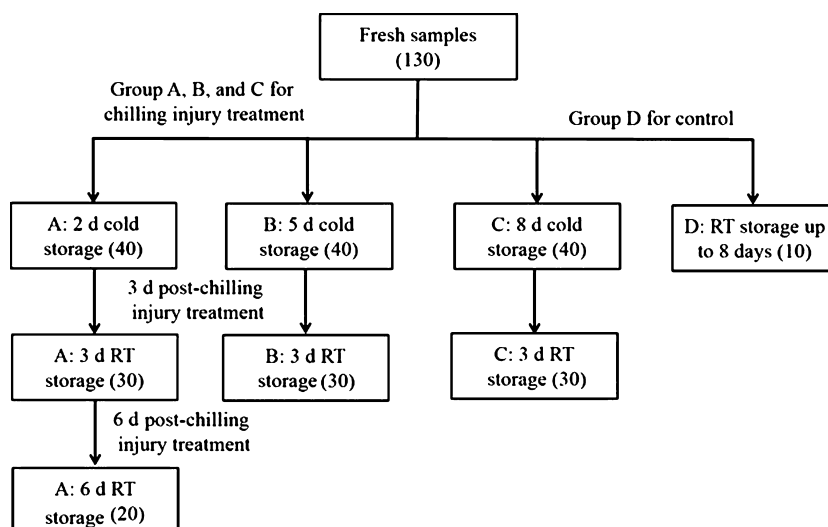 Fresh samples
(130)
Group A, B, and C for
chilling injury treatment
Group D for control
A: 2 d cold
storage (40)
B: 5 d cold
storage (40)
C: 8 d cold
storage (40)
D: RT storage up
to 8 days (10)
3 d post-chilling
injury treatment
A: 3 d RT
storage (30)
B: 3 d RT
storage (30)
C: 3 d RT
storage (30)
6 d post-chilling
injury treatment
A: 6 d RT
storage (20)